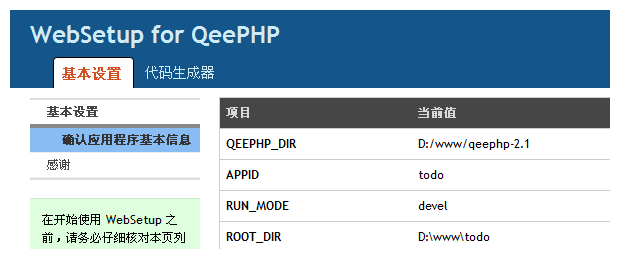 WebSetup for QeePHP
基本设置 代码生成器
基本设置
确认应用程序基本信息
感谢
在开始使用 WebSetup 之
前，请务必仔细核对本页列
项目 当前值
QEEPHP_DIR D:/www/qeephp-2.1
APPID todo
RUN_MODE devel
ROOT_DIR D:\www\todo